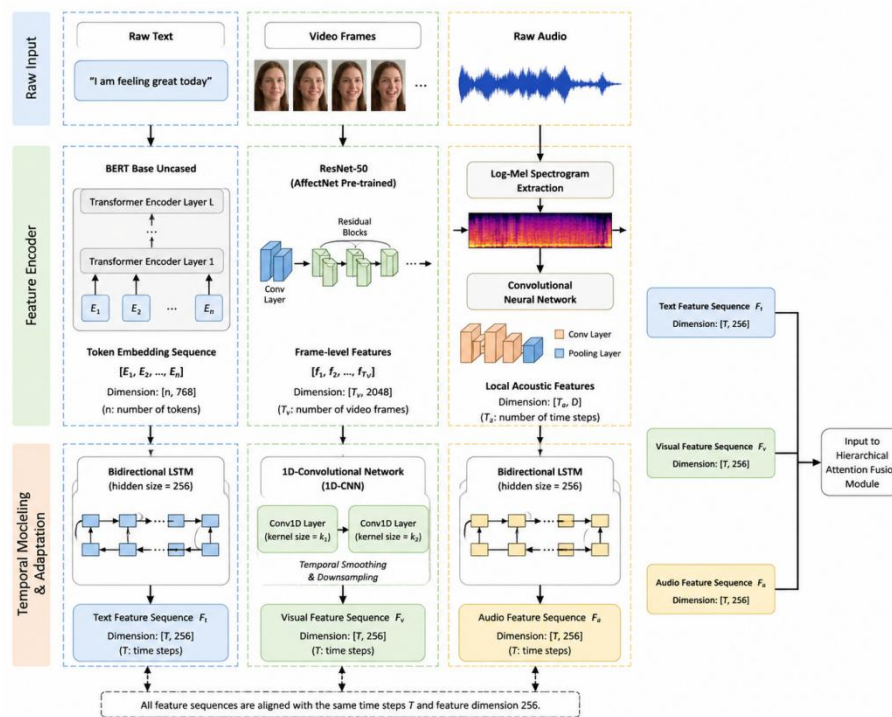 Raw Input
Raw Text
"I am feeling great today"
Video Frames
...
Raw Audio
Feature Encoder
BERT Base Uncased
Transformer Encoder Layer L
...
Transformer Encoder Layer 1
E1 E2 ... En
Token Embedding Sequence
[E1, E2, ..., En]
Dimension: [n, 768]
(n: number of tokens)
ResNet-50
(AffectNet Pre-trained)
Residual
Blocks
Conv
Layer
...
Frame-level Features
[f1, f2, ..., fTv]
Dimension: [Tv, 2048]
(Tv: number of video frames)
Log-Mel Spectrogram
Extraction
Convolutional
Neural Network
Conv Layer
Pooling Layer
Local Acoustic Features
Dimension: [Ta, D]
(Ta: number of time steps)
Temporal Mocleling
& Adaptation
Bidirectional LSTM
(hidden size = 256)
Text Feature Sequence Ft
Dimension: [T, 256]
(T: time steps)
1D-Convolutional Network
(1D-CNN)
Conv1D Layer
(kernel size = k1)
Conv1D Layer
(kernel size = k2)
Temporal Smoothing
& Downsampling
Visual Feature Sequence Fv
Dimension: [T, 256]
(T: time steps)
Bidirectional LSTM
(hidden size = 256)
Audio Feature Sequence Fa
Dimension: [T, 256]
(T: time steps)
All feature sequences are aligned with the same time steps T and feature dimension 256.
Text Feature Sequence Ft
Dimension: [T, 256]
Visual Feature Sequence Fv
Dimension: [T, 256]
Audio Feature Sequence Fa
Dimension: [T, 256]
Input to
Hierarchical
Attention Fusion
Module